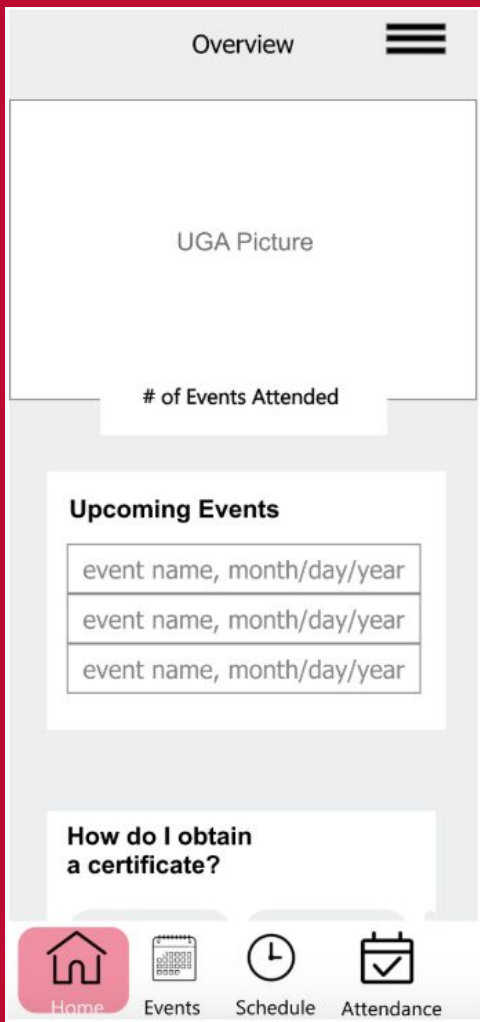 Overview
UGA Picture
# of Events Attended
Upcoming Events
event name, month/day/year
event name, month/day/year
event name, month/day/year
How do I obtain
a certificate?
Home Events Schedule Attendance